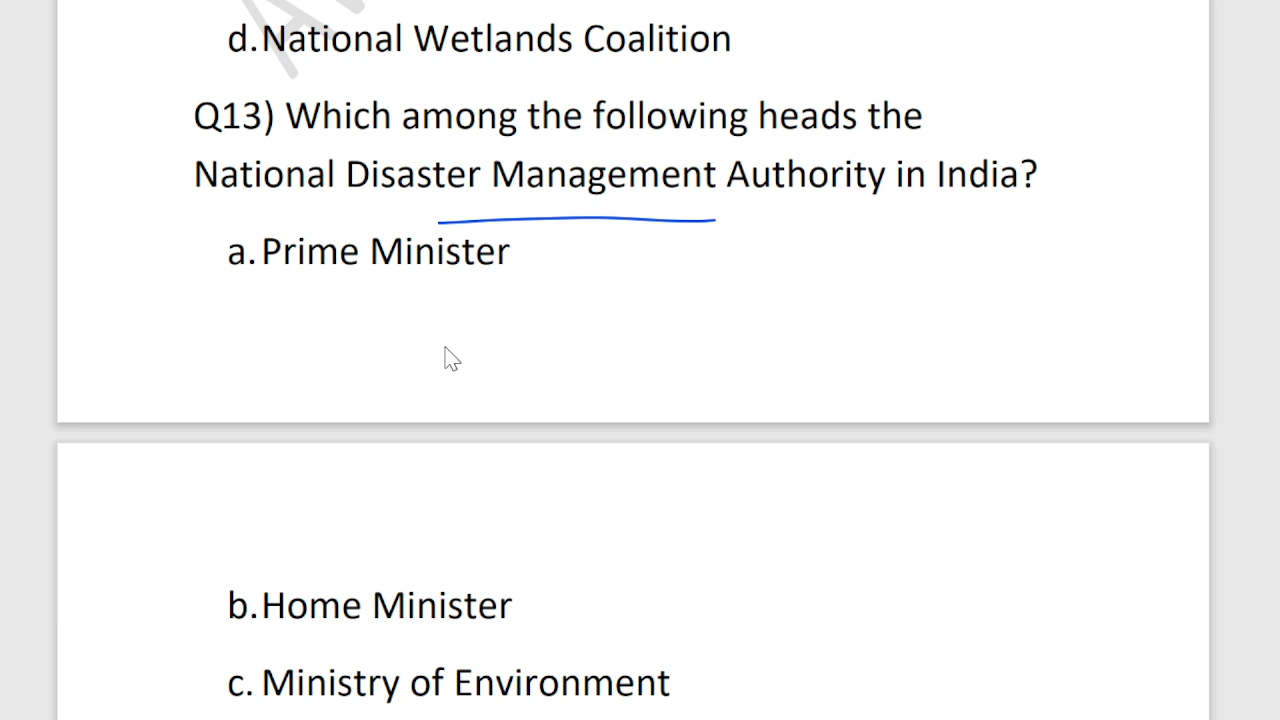 d. National Wetlands Coalition
Q13) Which among the following heads the
National Disaster Management Authority in India?
a. Prime Minister
b. Home Minister
c. Ministry of Environment